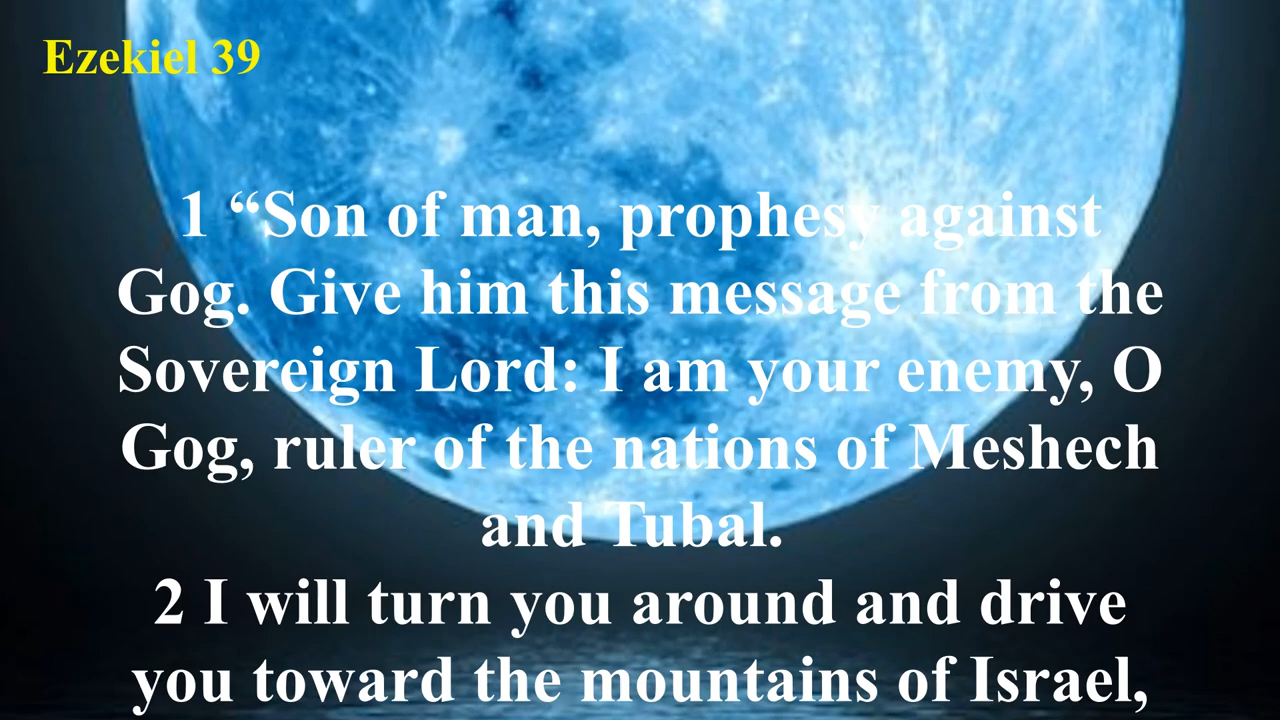 Ezekiel 39
1 “Son of man, prophesy against
Gog. Give him this message from the
Sovereign Lord: I am your enemy, O
Gog, ruler of the nations of Meshech
and Tubal.
2 I will turn you around and drive
you toward the mountains of Israel,